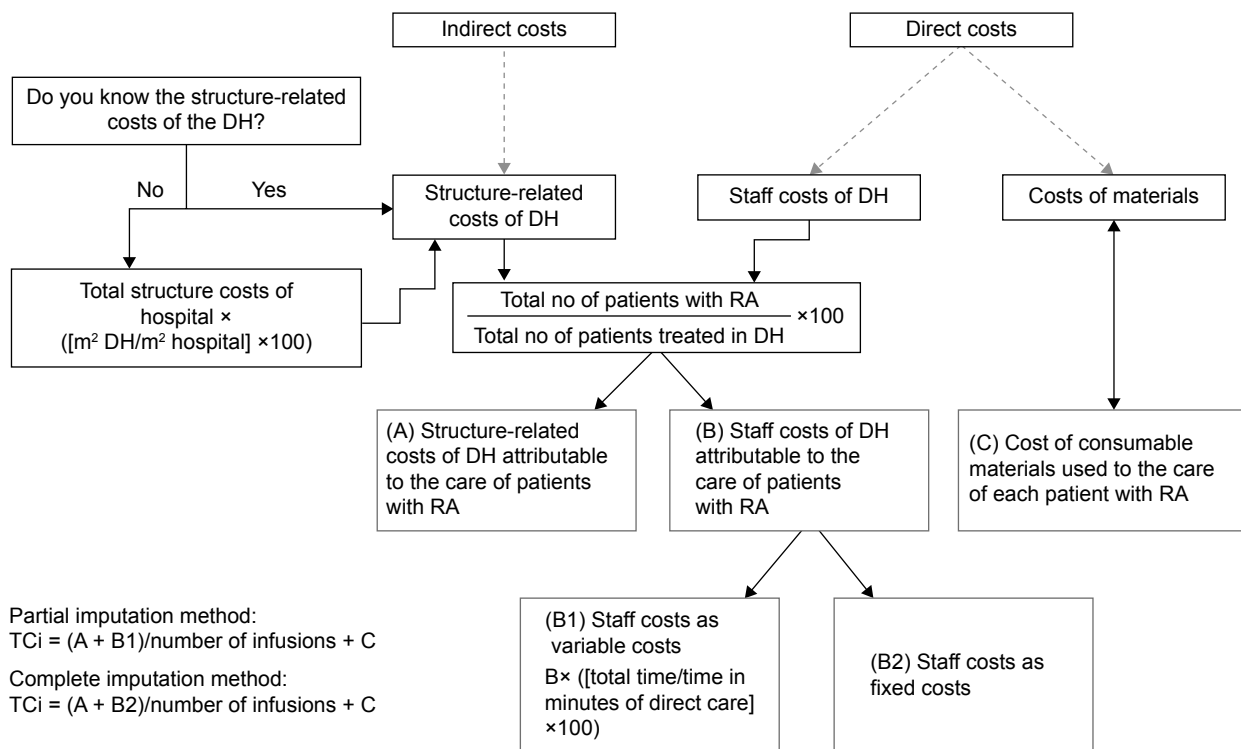 Indirect costs
Direct costs
Do you know the structure-related
costs of the DH?
No
Yes
Structure-related
costs of DH
Staff costs of DH
Costs of materials
Total structure costs of
hospital ×
([m² DH/m² hospital] ×100)
Total no of patients with RA
Total no of patients treated in DH
×100
(A) Structure-related
costs of DH attributable
to the care of patients
with RA
(B) Staff costs of DH
attributable to the
care of patients
with RA
(C) Cost of consumable
materials used to the care
of each patient with RA
Partial imputation method:
TCi = (A + B1)/number of infusions + C
Complete imputation method:
TCi = (A + B2)/number of infusions + C
(B1) Staff costs as
variable costs
B× ([total time/time in
minutes of direct care]
×100)
(B2) Staff costs as
fixed costs